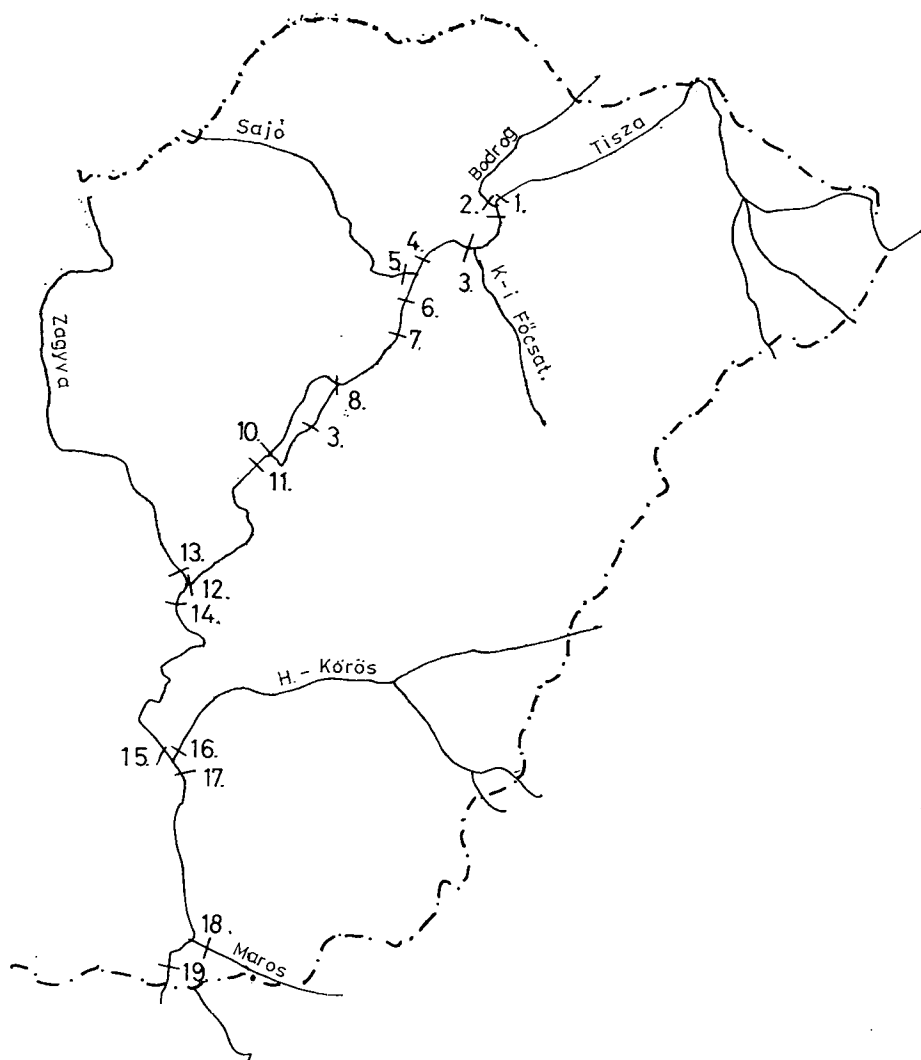 Sajó
Bodrog
Tisza
2.
1.
4.
5.
3.
K-i Főcsat.
6.
7.
Zagyva
8.
10.
3.
11.
13.
12.
14.
H.-Körös
15.
16.
17.
18.
Maros
19